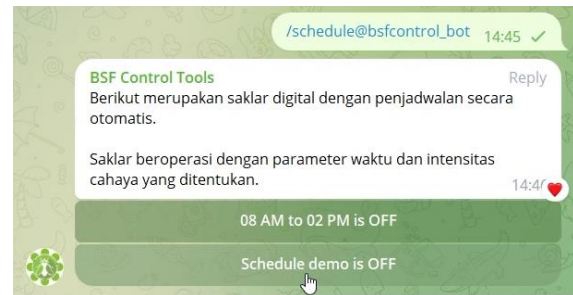 /schedule@bsfcontrol_bot 14:45
BSF Control Tools Reply
Berikut merupakan saklar digital dengan penjadwalan secara
otomatis.
Saklar beroperasi dengan parameter waktu dan intensitas
cahaya yang ditentukan.
08 AM to 02 PM is OFF
Schedule demo is OFF